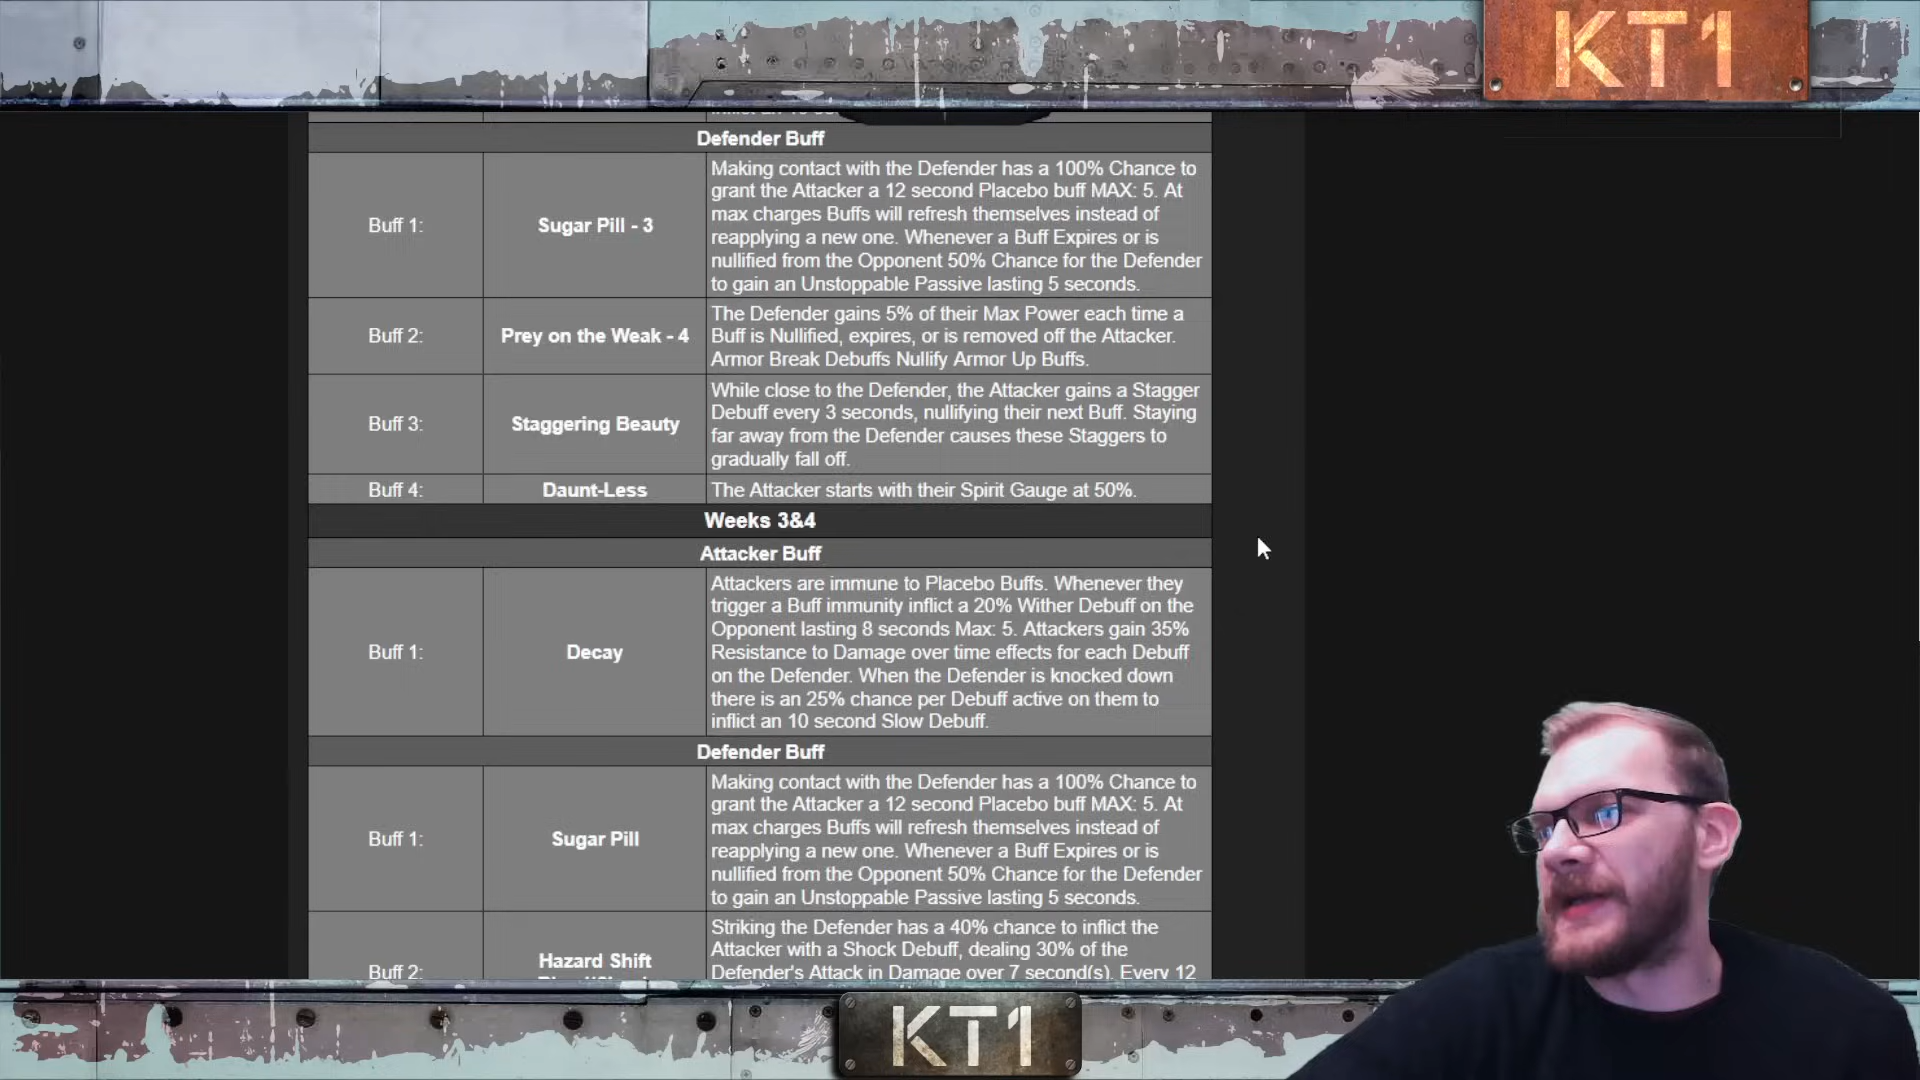 KT1
Defender Buff
Buff 1:
Sugar Pill - 3
Making contact with the Defender has a 100% Chance to
grant the Attacker a 12 second Placebo buff MAX: 5. At
max charges Buffs will refresh themselves instead of
reapplying a new one. Whenever a Buff Expires or is
nullified from the Opponent 50% Chance for the Defender
to gain an Unstoppable Passive lasting 5 seconds.
Buff 2:
Prey on the Weak - 4
The Defender gains 5% of their Max Power each time a
Buff is Nullified, expires, or is removed off the Attacker.
Armor Break Debuffs Nullify Armor Up Buffs.
Buff 3:
Staggering Beauty
While close to the Defender, the Attacker gains a Stagger
Debuff every 3 seconds, nullifying their next Buff. Staying
far away from the Defender causes these Staggers to
gradually fall off.
Buff 4:
Daunt-Less
The Attacker starts with their Spirit Gauge at 50%.
Weeks 3&4
Attacker Buff
Buff 1:
Decay
Attackers are immune to Placebo Buffs. Whenever they
trigger a Buff immunity inflict a 20% Wither Debuff on the
Opponent lasting 8 seconds Max: 5. Attackers gain 35%
Resistance to Damage over time effects for each Debuff
on the Defender. When the Defender is knocked down
there is an 25% chance per Debuff active on them to
inflict an 10 second Slow Debuff.
Defender Buff
Buff 1:
Sugar Pill
Making contact with the Defender has a 100% Chance to
grant the Attacker a 12 second Placebo buff MAX: 5. At
max charges Buffs will refresh themselves instead of
reapplying a new one. Whenever a Buff Expires or is
nullified from the Opponent 50% Chance for the Defender
to gain an Unstoppable Passive lasting 5 seconds.
Buff 2:
Hazard Shift
Striking the Defender has a 40% chance to inflict the
Attacker with a Shock Debuff, dealing 30% of the
Defender's Attack in Damage over 7 second(s). Every 12
KT1